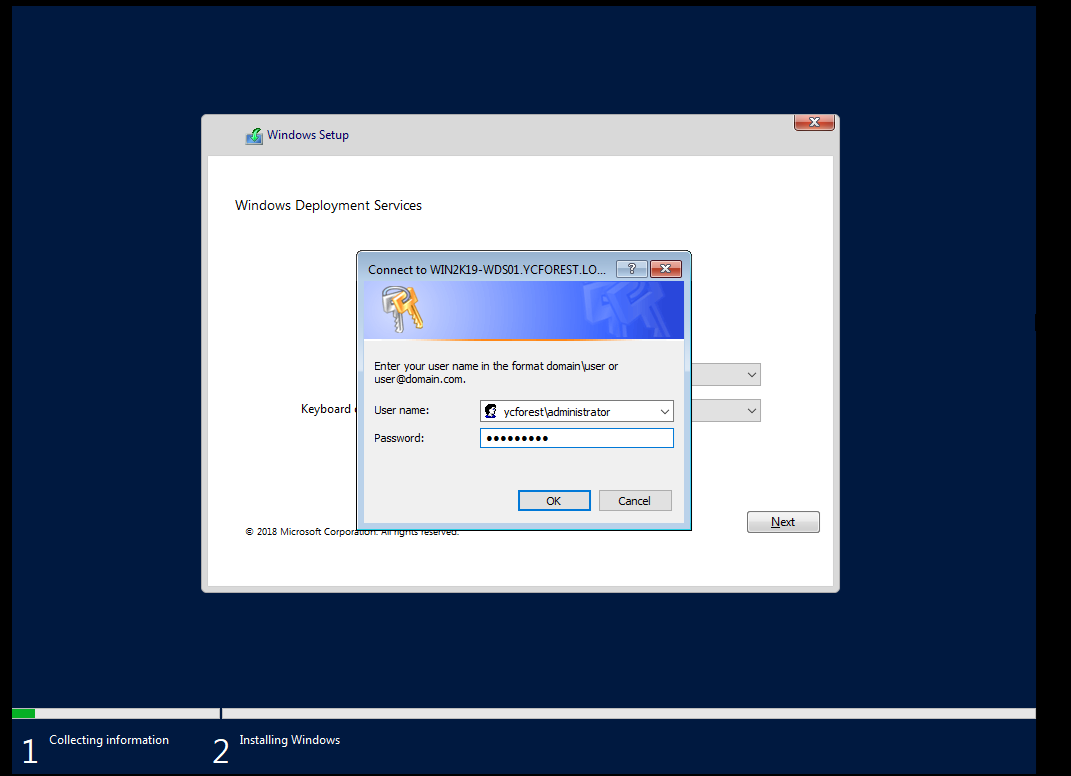 Windows Setup
Windows Deployment Services
Connect to WIN2K19-WDS01.YCFOREST.LO...
Enter your user name in the format domain\user or
user@domain.com.
User name:
ycforest\administrator
Keyboard
Password:
●●●●●●●●●
OK
Cancel
Next
© 2018 Microsoft Corporation. All rights reserved.
1
Collecting information
2
Installing Windows